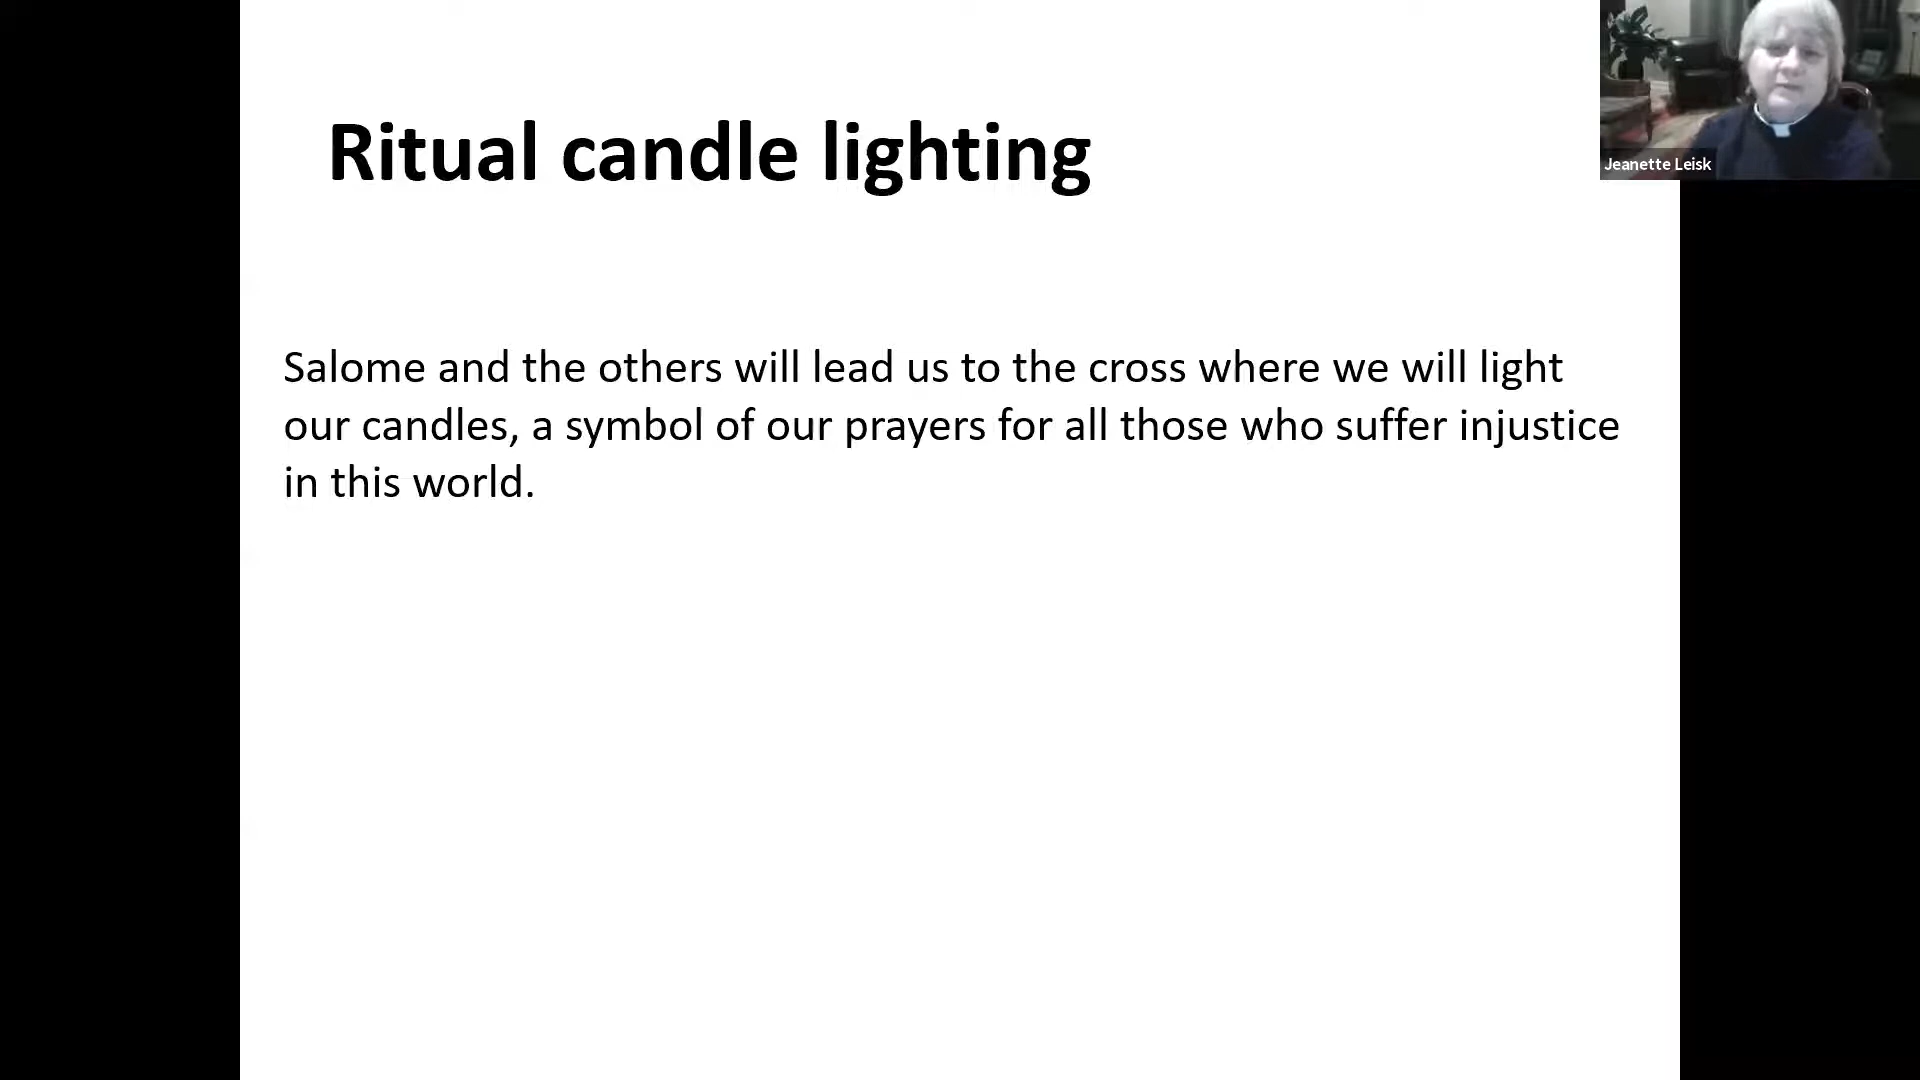 Ritual candle lighting
Jeanette Leisk
Salome and the others will lead us to the cross where we will light
our candles, a symbol of our prayers for all those who suffer injustice
in this world.